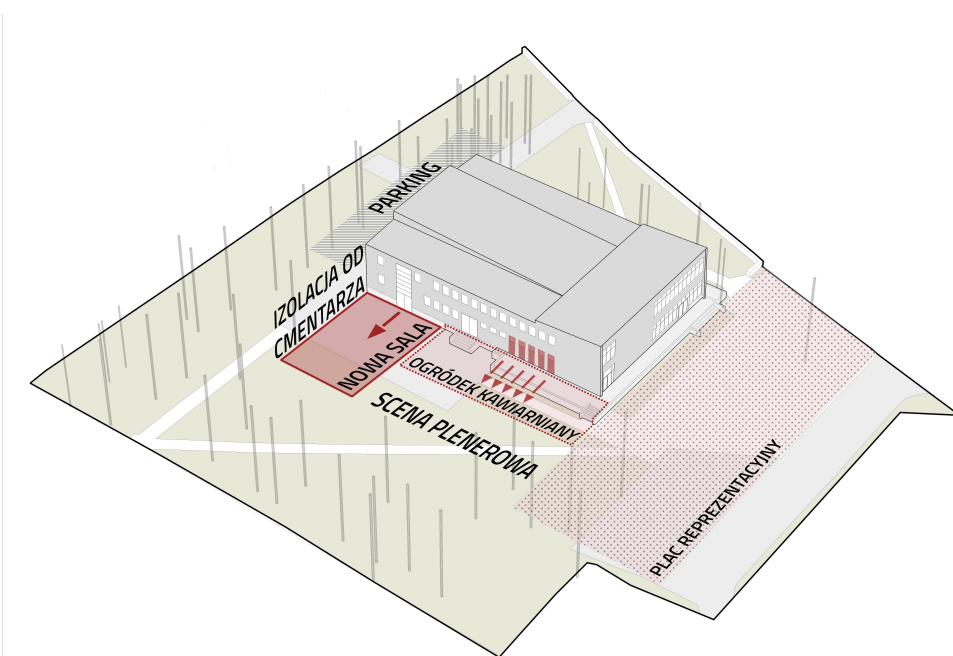 PARKING
IZOLACJA OD
CMENTARZA
NOWA SALA
OGRÓDEK KAWIARNIANY
SCENA PLENEROWA
PLAC REPREZENTACYJNY